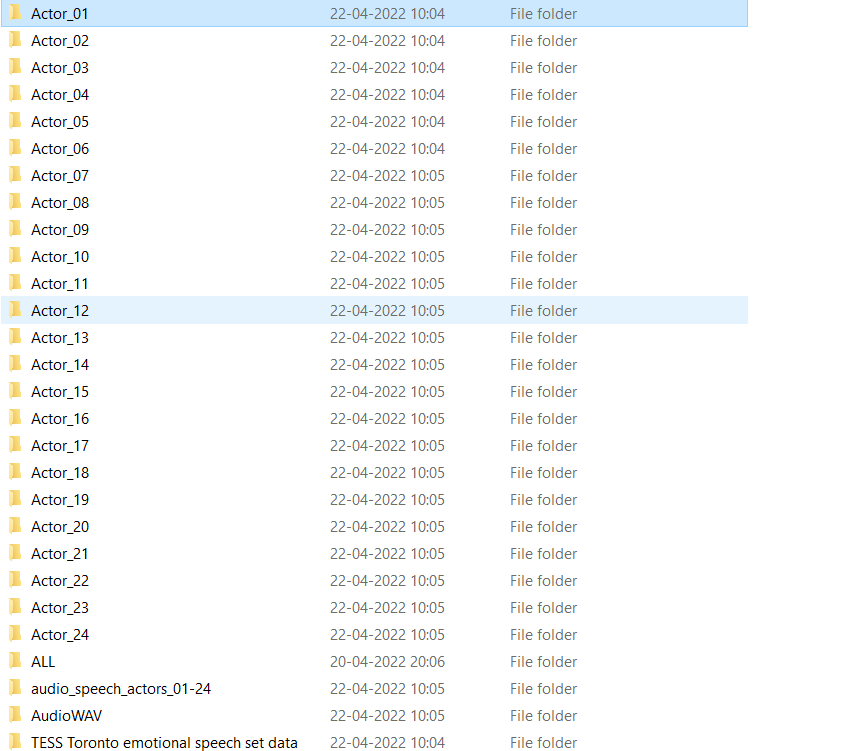 Actor_01 22-04-2022 10:04 File folder
Actor_02 22-04-2022 10:04 File folder
Actor_03 22-04-2022 10:04 File folder
Actor_04 22-04-2022 10:04 File folder
Actor_05 22-04-2022 10:04 File folder
Actor_06 22-04-2022 10:04 File folder
Actor_07 22-04-2022 10:05 File folder
Actor_08 22-04-2022 10:05 File folder
Actor_09 22-04-2022 10:05 File folder
Actor_10 22-04-2022 10:05 File folder
Actor_11 22-04-2022 10:05 File folder
Actor_12 22-04-2022 10:05 File folder
Actor_13 22-04-2022 10:05 File folder
Actor_14 22-04-2022 10:05 File folder
Actor_15 22-04-2022 10:05 File folder
Actor_16 22-04-2022 10:05 File folder
Actor_17 22-04-2022 10:05 File folder
Actor_18 22-04-2022 10:05 File folder
Actor_19 22-04-2022 10:05 File folder
Actor_20 22-04-2022 10:05 File folder
Actor_21 22-04-2022 10:05 File folder
Actor_22 22-04-2022 10:05 File folder
Actor_23 22-04-2022 10:05 File folder
Actor_24 22-04-2022 10:05 File folder
ALL 20-04-2022 20:06 File folder
audio_speech_actors_01-24 22-04-2022 10:05 File folder
AudioWAV 22-04-2022 10:05 File folder
TESS Toronto emotional speech set data 22-04-2022 10:04 File folder